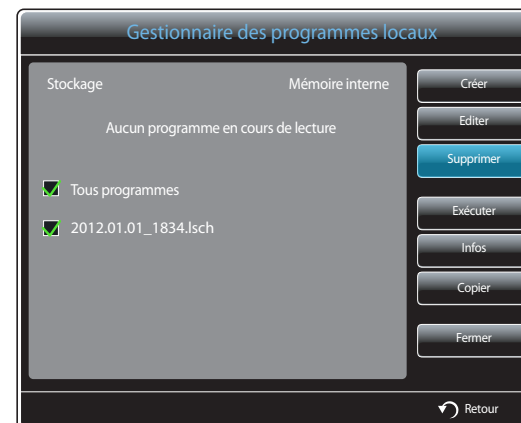 Gestionnaire des programmes locaux
Stockage
Mémoire interne
Aucun programme en cours de lecture
Tous programmes
2012.01.01_1834.lsch
Créer
Editer
Supprimer
Exécuter
Infos
Copier
Fermer
Retour